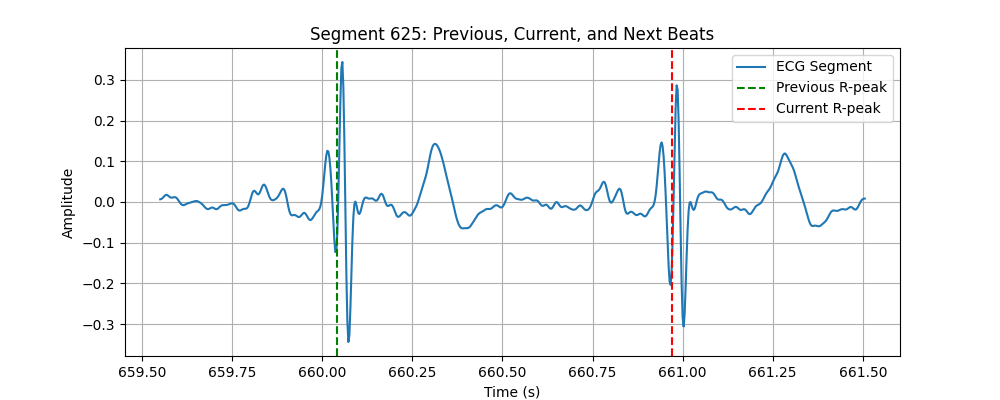 Segment 625: Previous, Current, and Next Beats
ECG Segment
Previous R-peak
Current R-peak
Amplitude
0.3
0.2
0.1
0.0
−0.1
−0.2
−0.3
659.50 659.75 660.00 660.25 660.50 660.75 661.00 661.25 661.50
Time (s)